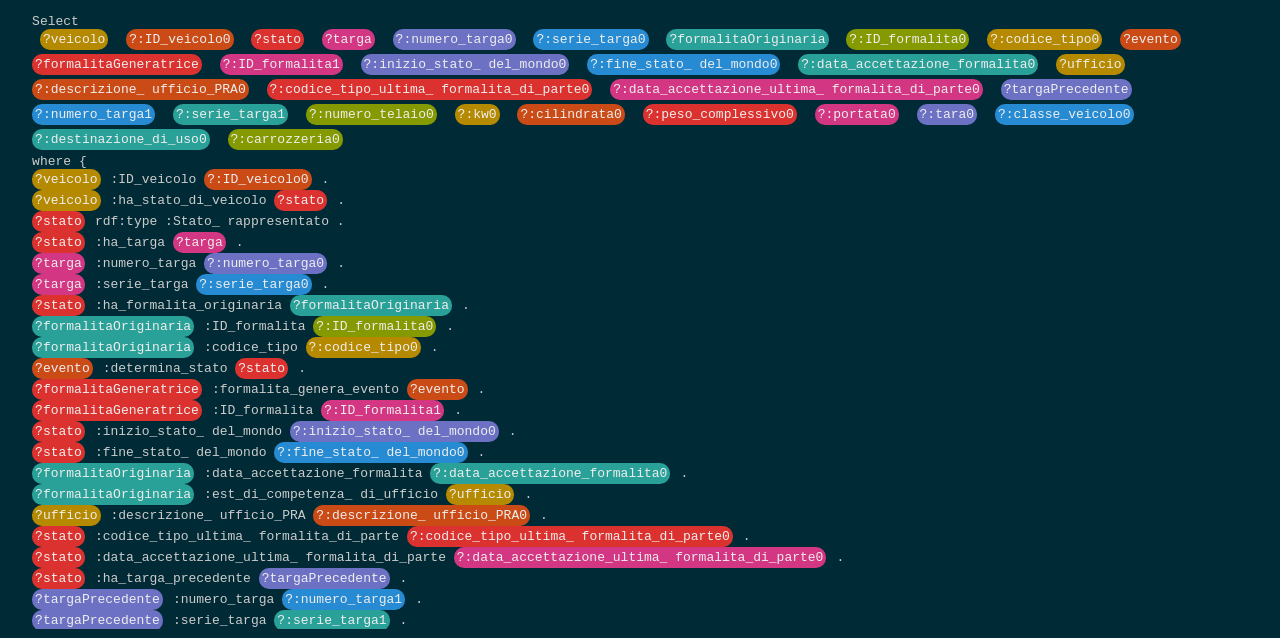 Select
?veicolo ?:ID_veicolo0 ?stato ?targa ?:numero_targa0 ?:serie_targa0 ?formalitaOriginaria ?:ID_formalita0 ?:codice_tipo0 ?evento
?formalitaGeneratrice ?:ID_formalita1 ?:inizio_stato_ del_mondo0 ?:fine_stato_ del_mondo0 ?:data_accettazione_formalita0 ?ufficio
?:descrizione_ ufficio_PRA0 ?:codice_tipo_ultima_ formalita_di_parte0 ?:data_accettazione_ultima_ formalita_di_parte0 ?targaPrecedente
?:numero_targa1 ?:serie_targa1 ?:numero_telaio0 ?:kw0 ?:cilindrata0 ?:peso_complessivo0 ?:portata0 ?:tara0 ?:classe_veicolo0
?:destinazione_di_uso0 ?:carrozzeria0
where {
?veicolo :ID_veicolo ?:ID_veicolo0 .
?veicolo :ha_stato_di_veicolo ?stato .
?stato rdf:type :Stato_ rappresentato .
?stato :ha_targa ?targa .
?targa :numero_targa ?:numero_targa0 .
?targa :serie_targa ?:serie_targa0 .
?stato :ha_formalita_originaria ?formalitaOriginaria .
?formalitaOriginaria :ID_formalita ?:ID_formalita0 .
?formalitaOriginaria :codice_tipo ?:codice_tipo0 .
?evento :determina_stato ?stato .
?formalitaGeneratrice :formalita_genera_evento ?evento .
?formalitaGeneratrice :ID_formalita ?:ID_formalita1 .
?stato :inizio_stato_ del_mondo ?:inizio_stato_ del_mondo0 .
?stato :fine_stato_ del_mondo ?:fine_stato_ del_mondo0 .
?formalitaOriginaria :data_accettazione_formalita ?:data_accettazione_formalita0 .
?formalitaOriginaria :est_di_competenza_ di_ufficio ?ufficio .
?ufficio :descrizione_ ufficio_PRA ?:descrizione_ ufficio_PRA0 .
?stato :codice_tipo_ultima_ formalita_di_parte ?:codice_tipo_ultima_ formalita_di_parte0 .
?stato :data_accettazione_ultima_ formalita_di_parte ?:data_accettazione_ultima_ formalita_di_parte0 .
?stato :ha_targa_precedente ?targaPrecedente .
?targaPrecedente :numero_targa ?:numero_targa1 .
?targaPrecedente :serie_targa ?:serie_targa1 .